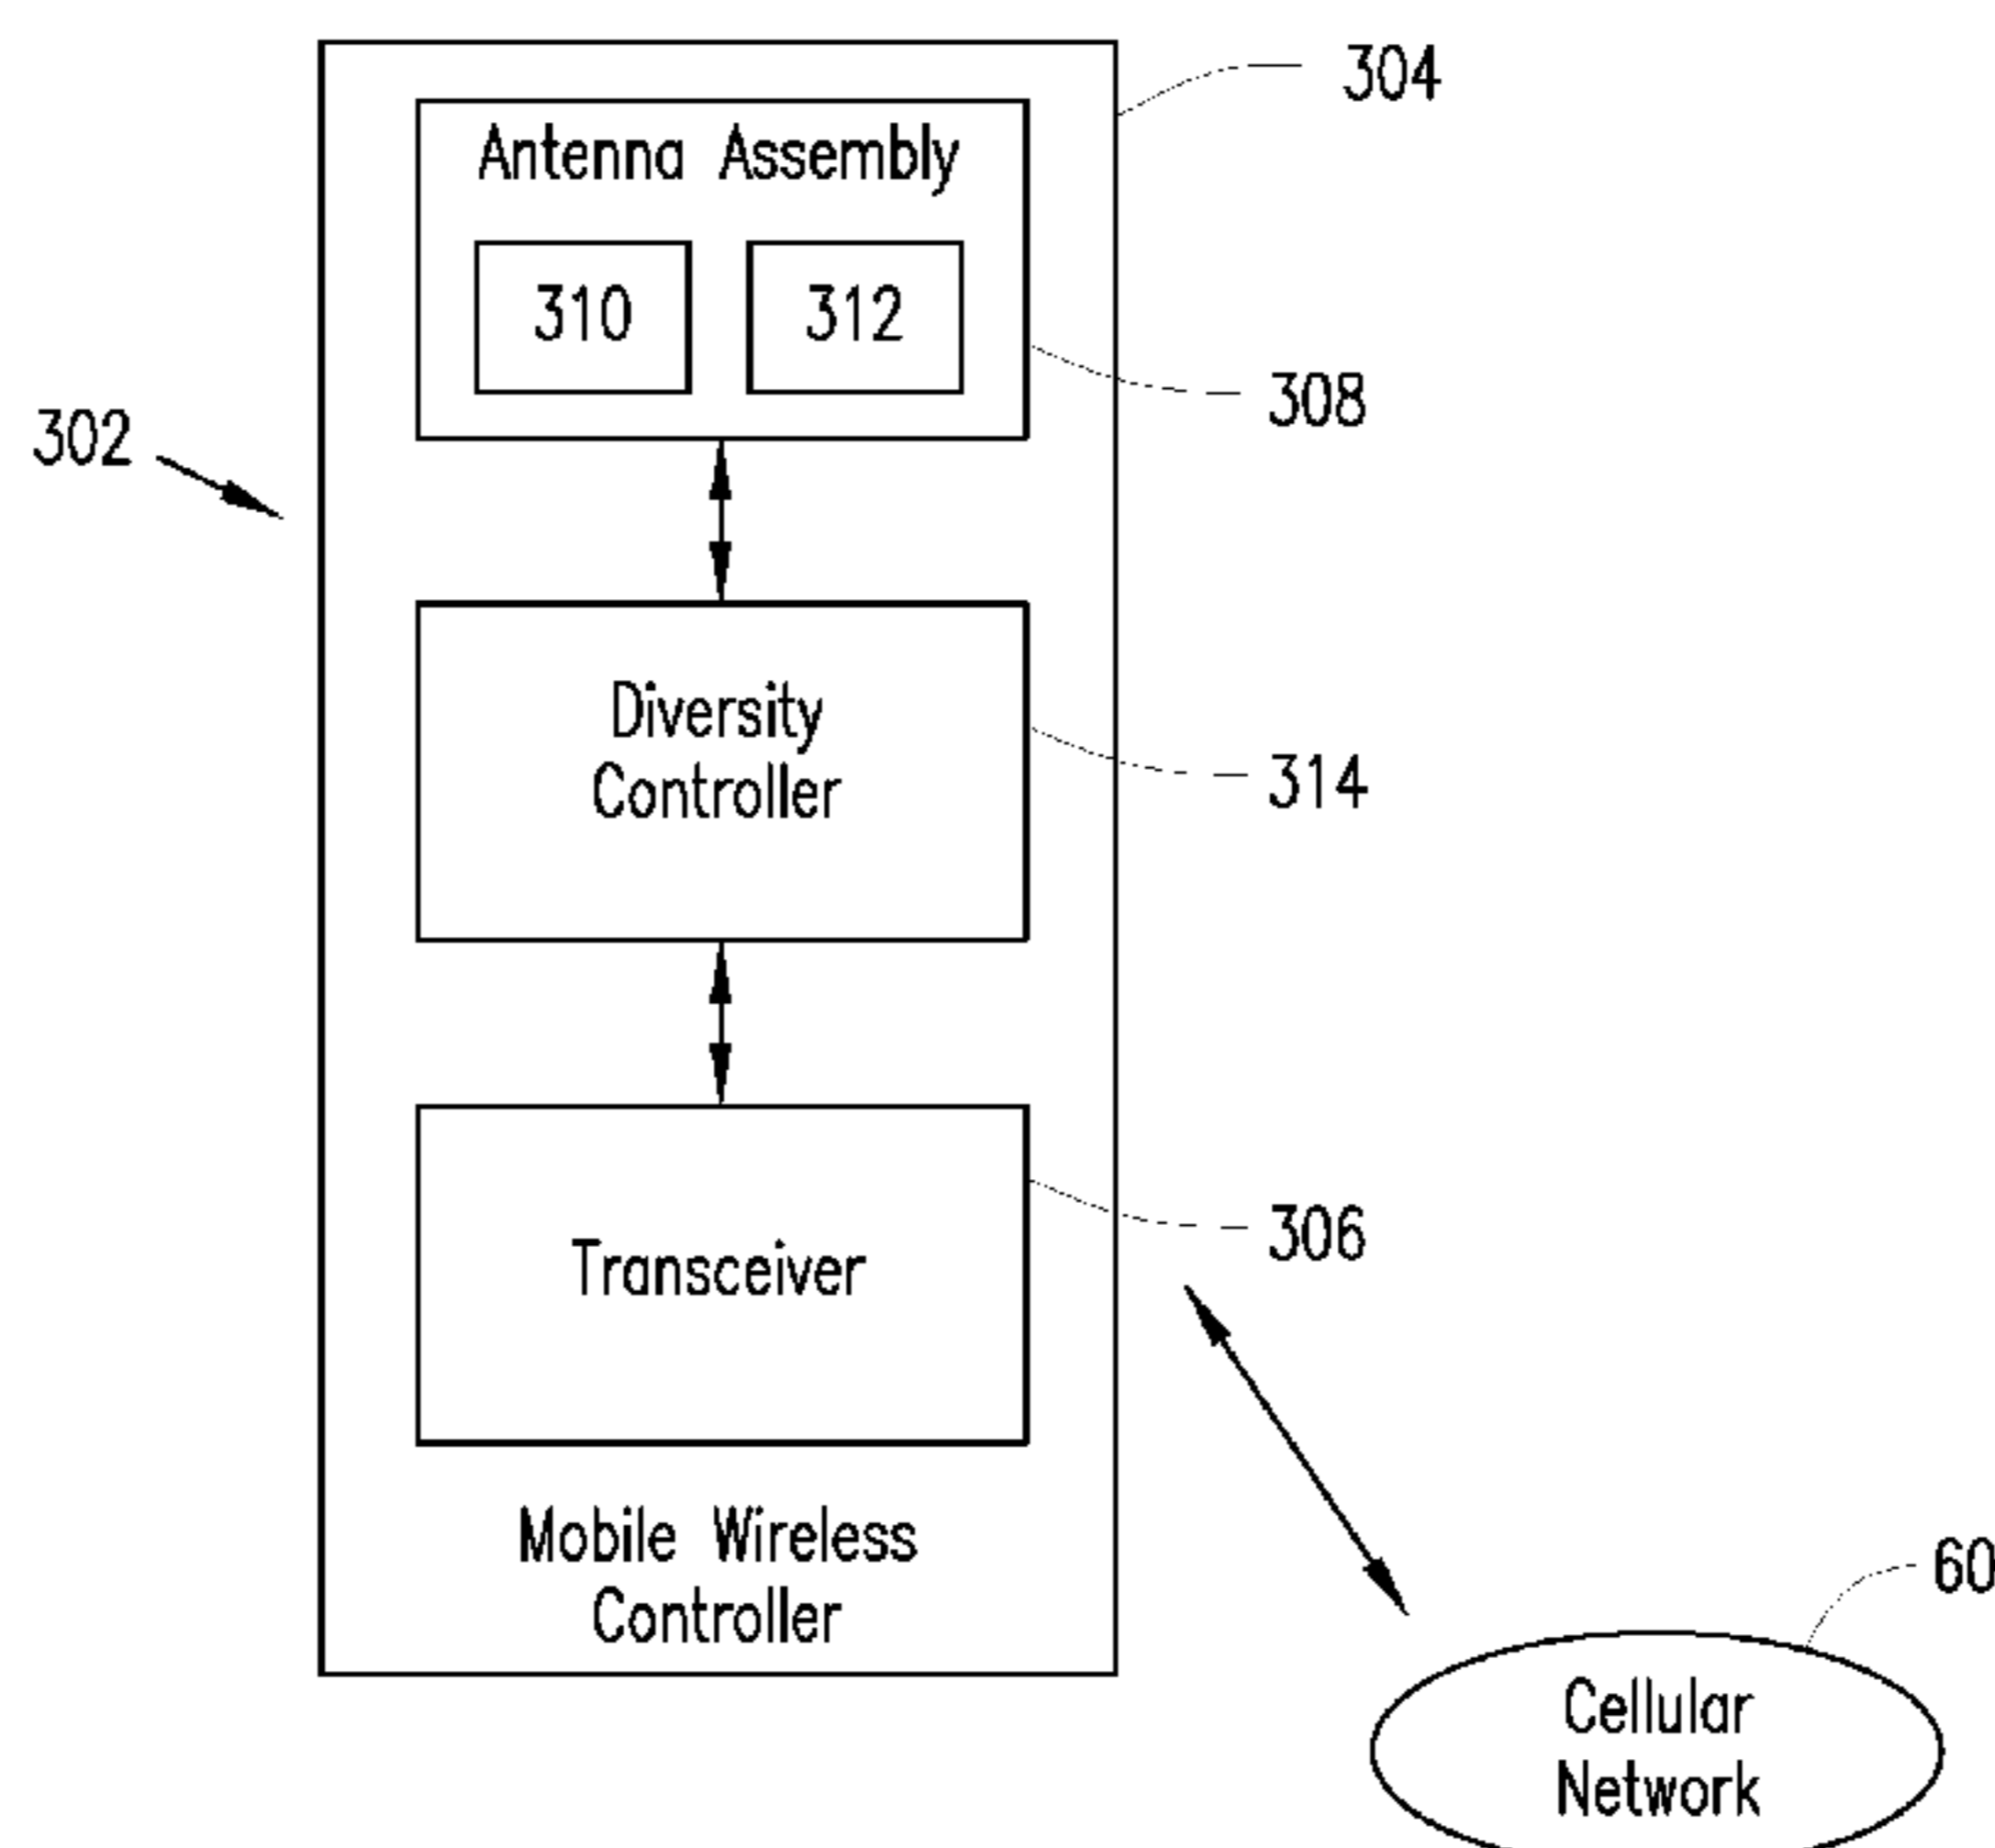 304
Antenna Assembly
310 312
308
302
Diversity
Controller
314
306
Transceiver
Mobile Wireless
Controller
60
Cellular
Network